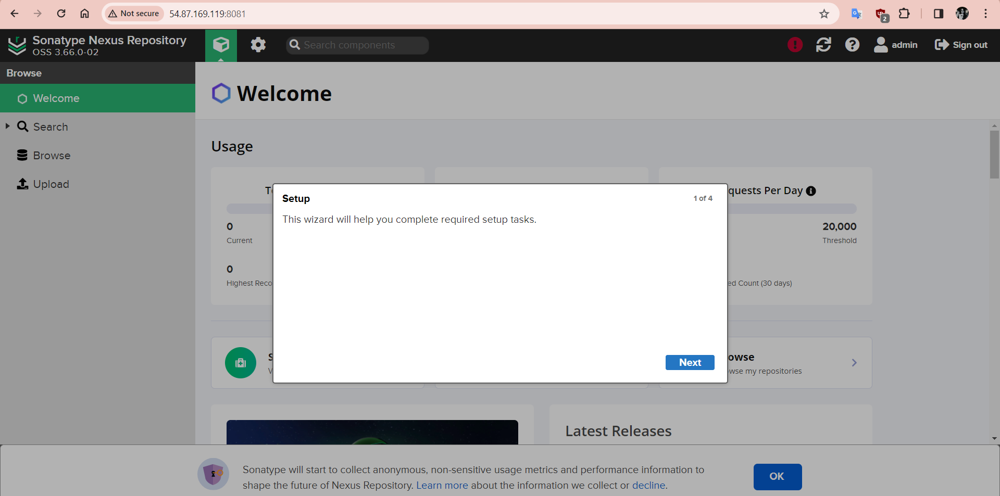 Not secure 54.87.169.119:8081
2
Sonatype Nexus Repository
OSS 3.66.0-02
Search components
admin
Sign out
Browse
Welcome
Search
Browse
Upload
Welcome
Usage
quests Per Day
0
Current
20,000
Threshold
0
Highest Reco
ed Count (30 days)
Setup
1 of 4
This wizard will help you complete required setup tasks.
Next
owse
wse my repositories
Latest Releases
Sonatype will start to collect anonymous, non-sensitive usage metrics and performance information to
shape the future of Nexus Repository. Learn more about the information we collect or decline.
OK